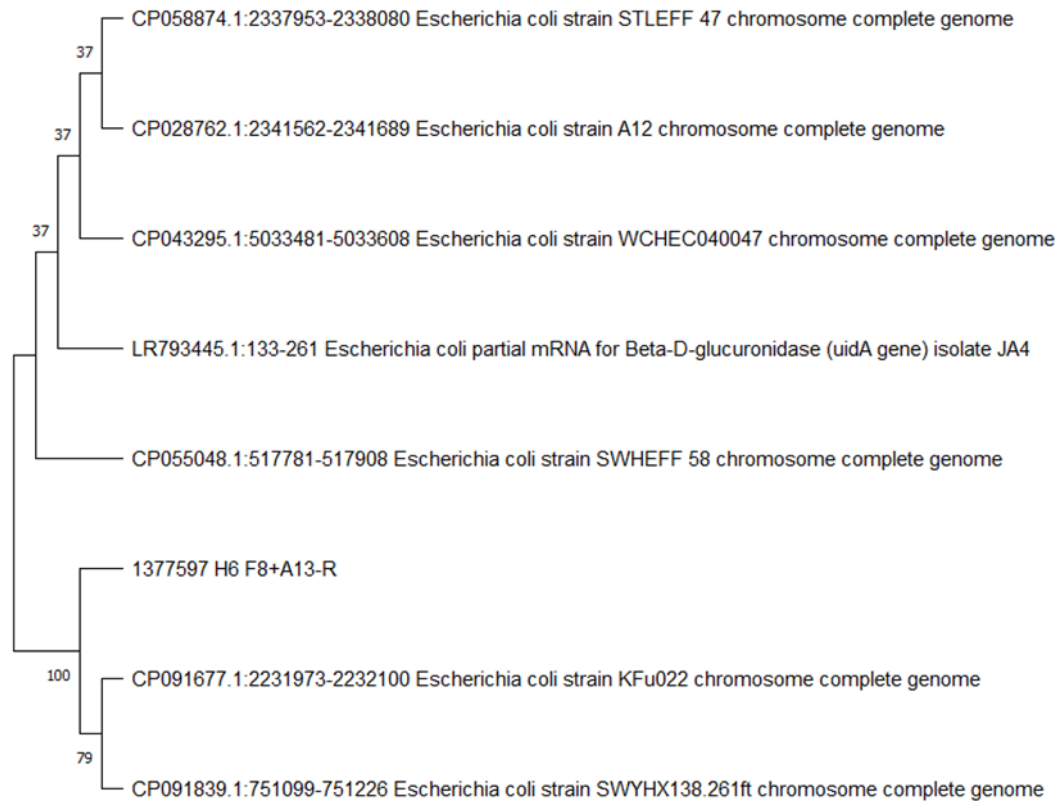 CP058874.1:2337953-2338080 Escherichia coli strain STLEFF 47 chromosome complete genome
37
CP028762.1:2341562-2341689 Escherichia coli strain A12 chromosome complete genome
37
37
CP043295.1:5033481-5033608 Escherichia coli strain WCHEC040047 chromosome complete genome
LR793445.1:133-261 Escherichia coli partial mRNA for Beta-D-glucuronidase (uidA gene) isolate JA4
CP055048.1:517781-517908 Escherichia coli strain SWHEFF 58 chromosome complete genome
1377597 H6 F8+A13-R
100
CP091677.1:2231973-2232100 Escherichia coli strain KFu022 chromosome complete genome
79
CP091839.1:751099-751226 Escherichia coli strain SWYHX138.261ft chromosome complete genome